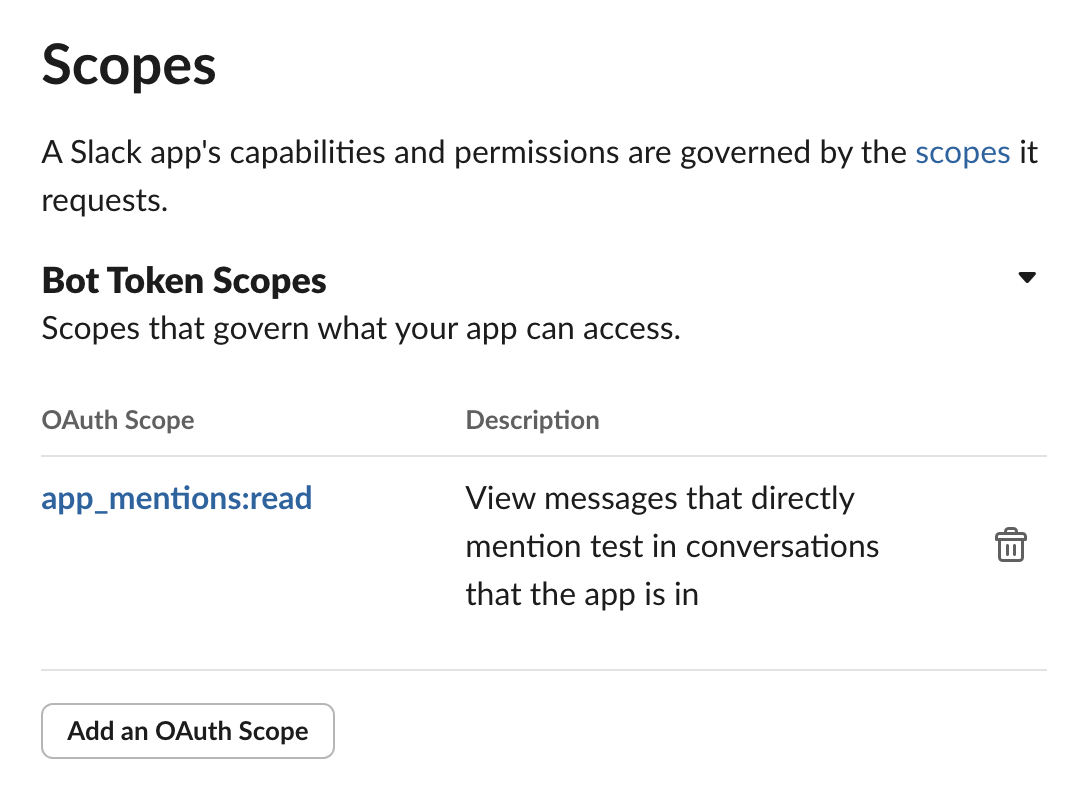 Scopes
A Slack app's capabilities and permissions are governed by the scopes it
requests.
Bot Token Scopes
Scopes that govern what your app can access.
OAuth Scope Description
app_mentions:read View messages that directly
mention test in conversations
that the app is in
Add an OAuth Scope